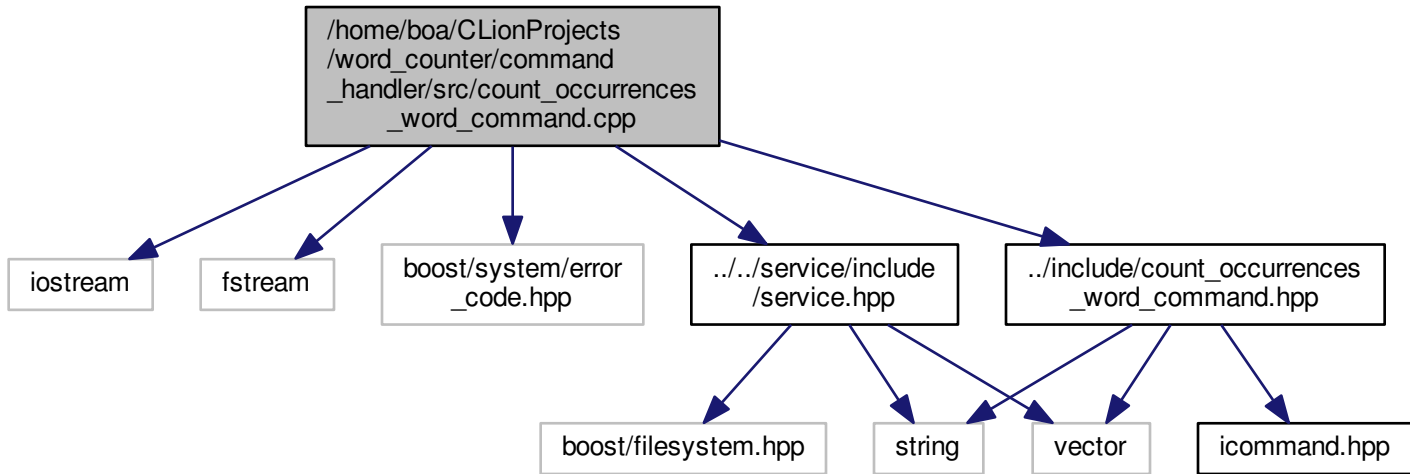 /home/boa/CLionProjects
/word_counter/command
_handler/src/count_occurrences
_word_command.cpp
iostream
fstream
boost/system/error
_code.hpp
../../service/include
/service.hpp
../include/count_occurrences
_word_command.hpp
boost/filesystem.hpp
string
vector
icommand.hpp